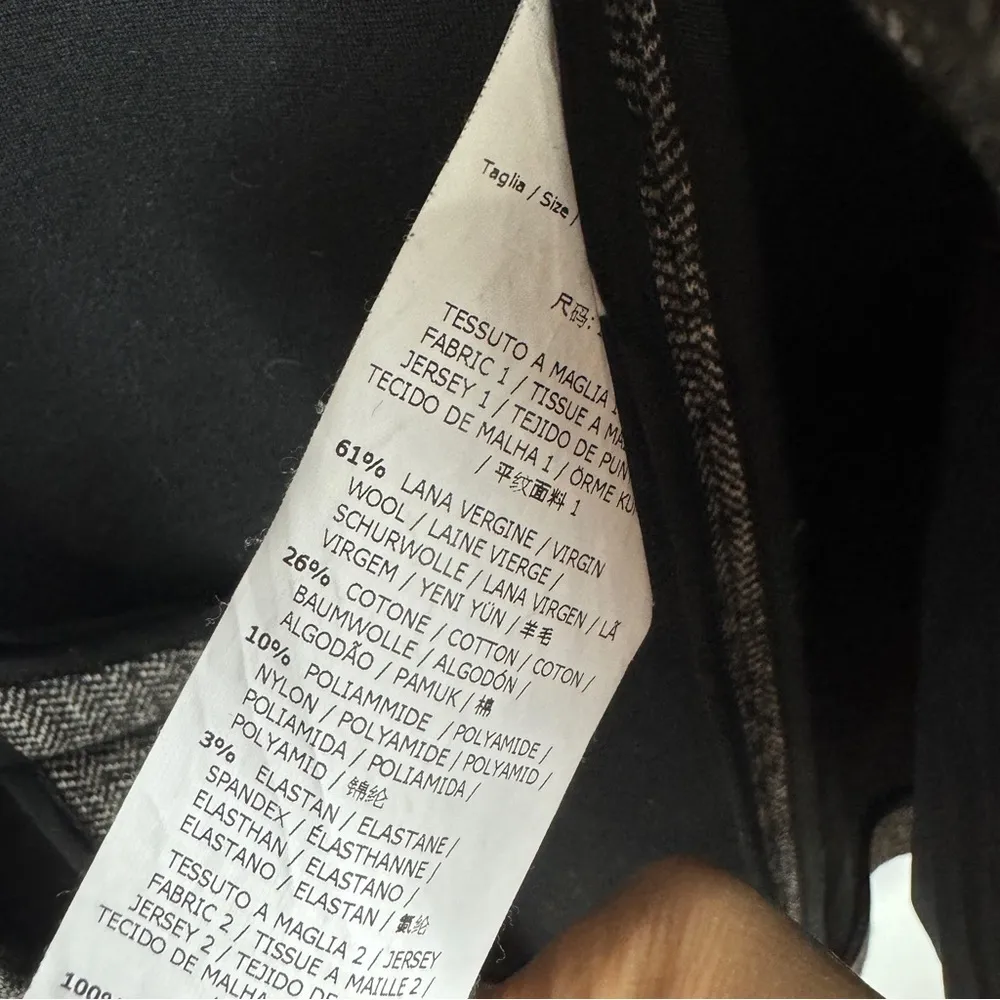 Taglia / Size /
尺码:
TESSUTO A MAGLIA 1
FABRIC 1 / TISSUE A MA
JERSEY 1 / TEJIDO DE PUN
TECIDO DE MALHA 1 / ÖRME KU
/ 平纹面料 1
61% LANA VERGINE / VIRGIN
WOOL / LAINE VIERGE /
SCHURWOLLE / LANA VIRGEN / LÃ
VIRGEM / YENI YÜN / 羊毛
26% COTONE / COTTON / COTON /
BAUMWOLLE / ALGODÓN /
ALGODÃO / PAMUK / 棉
10% POLIAMMIDE / POLYAMIDE /
NYLON / POLYAMIDE / POLYAMID /
POLIAMIDA / POLIAMIDA /
POLYAMID / 锦纶
3% ELASTAN / ELASTANE /
SPANDEX / ÉLASTHANNE /
ELASTHAN / ELASTANO /
ELASTANO / ELASTAN / 氨纶
TESSUTO A MAGLIA 2 / JERSEY
FABRIC 2 / TISSUE A MAILLE 2 /
JERSEY 2 / TEJIDO DE
TECIDO DE MALHA
100%